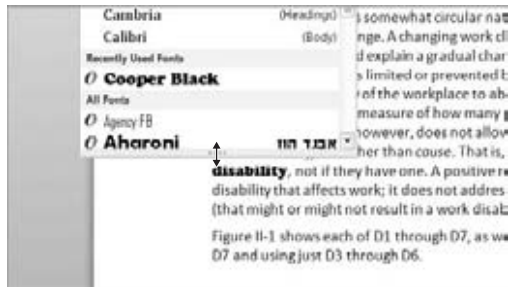 Cambria (Headings)
Calibri (Body)
Recently Used Fonts
O Cooper Black
All Fonts
O Agency FB
O Aharoni אבגד הוז
somewhat circular nat
nge. A changing work cl
explain a gradual char
limited or prevented b
of the workplace to ab
measure of how many
owever, does not allow
her than cause. That is,
disability, not if they have one. A positive re
disability that affects work; it does not addres
(that might or might not result in a work disab
Figure II-1 shows each of D1 through D7, as we
D7 and using just D3 through D6.